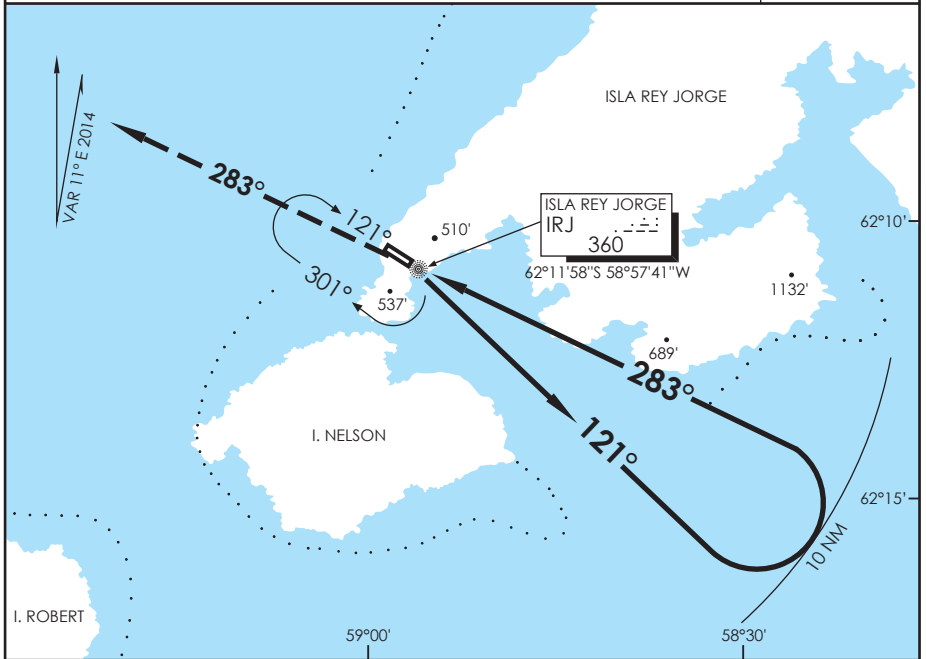 ISLA REY JORGE
VAR 11° E 2014
283°
121°
510'
ISLA REY JORGE
IRJ
360
62°11'58"S 58°57'41"W
62°10'
301°
537'
1132'
689'
283°
121°
I. NELSON
62°15'
10 NM
I. ROBERT
59°00'
58°30'